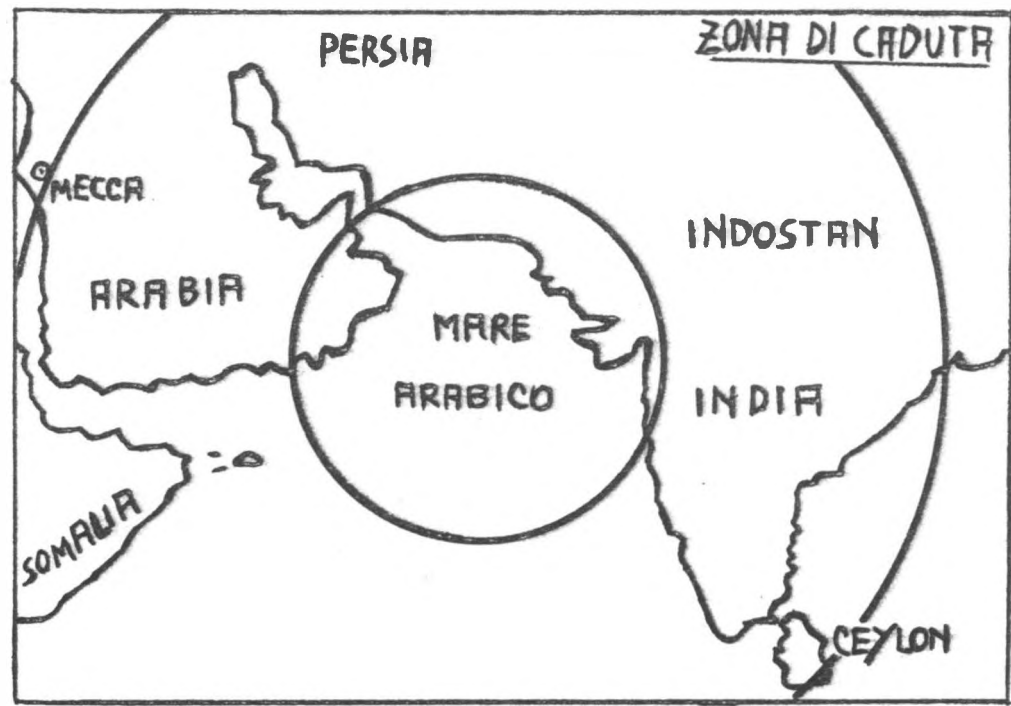 PERSIA
ZONA DI CADUTA
MECCA
INDOSTAN
ARABIA
MARE
ARABICO
INDIA
SOMALIA
CEYLON